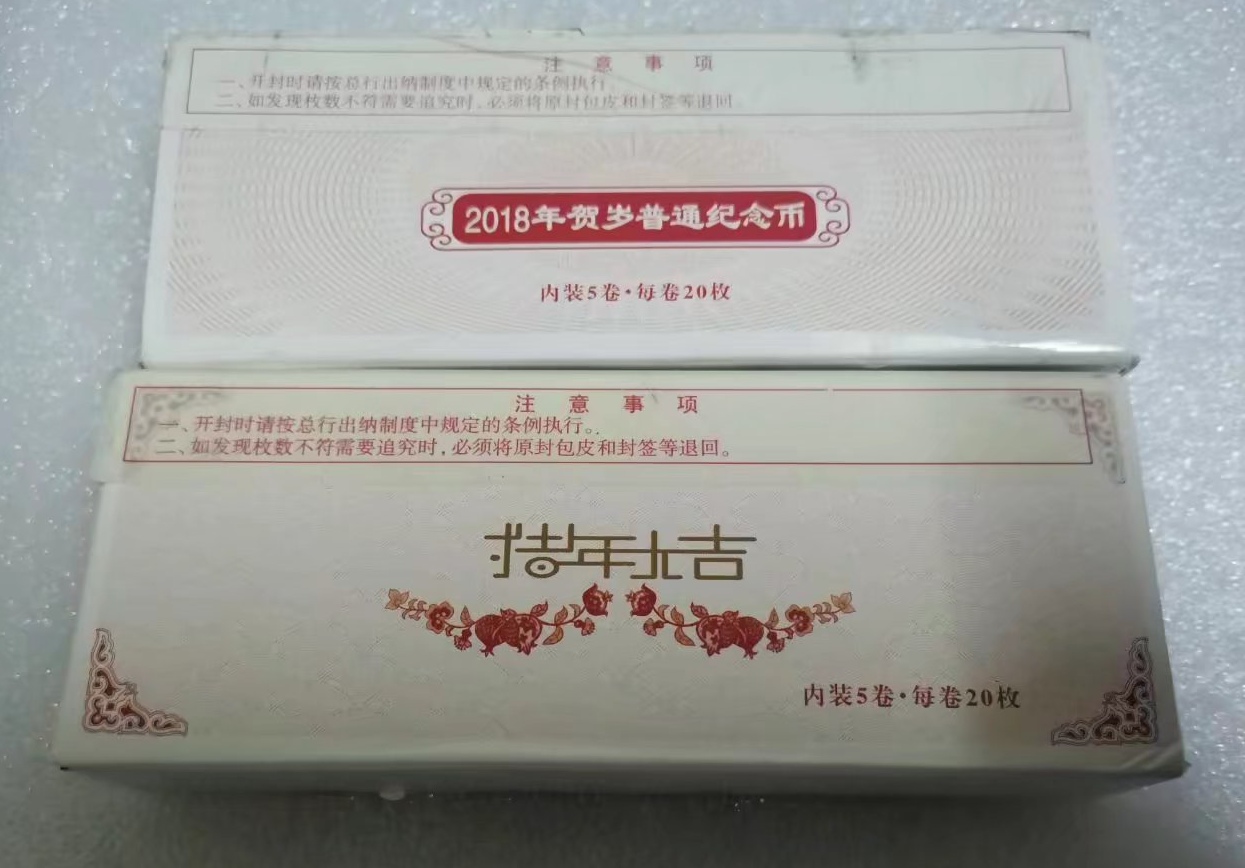 注意事项
一、开封时请按总行出纳制度中规定的条例执行。
二、如发现枚数不符需要追究时，必须将原封包皮和封签等退回。
2018年贺岁普通纪念币
内装5卷·每卷20枚
注意事项
一、开封时请按总行出纳制度中规定的条例执行。
二、如发现枚数不符需要追究时，必须将原封包皮和封签等退回。
猪年大吉
内装5卷·每卷20枚